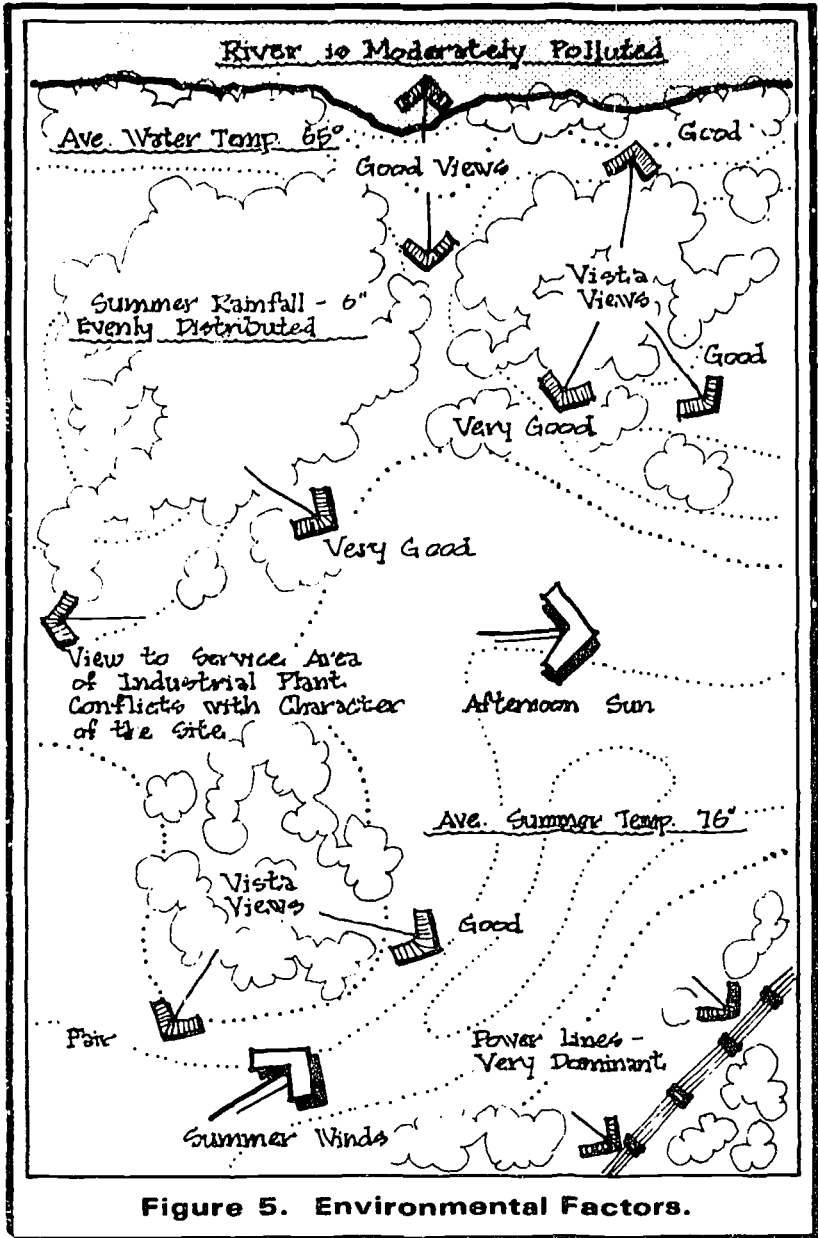 River is Moderately Polluted
Ave. Water Temp. 65°
Good
Good Views
Vista
Views
Summer Rainfall - 6"
Evenly Distributed
Good
Very Good
Very Good
View to Service Area
of Industrial Plant
Conflicts with Character
of the Site
Afternoon Sun
Ave. Summer Temp. 76°
Vista
Views
Good
Fair
Power Lines -
Very Dominant
Summer Winds
Figure 5. Environmental Factors.